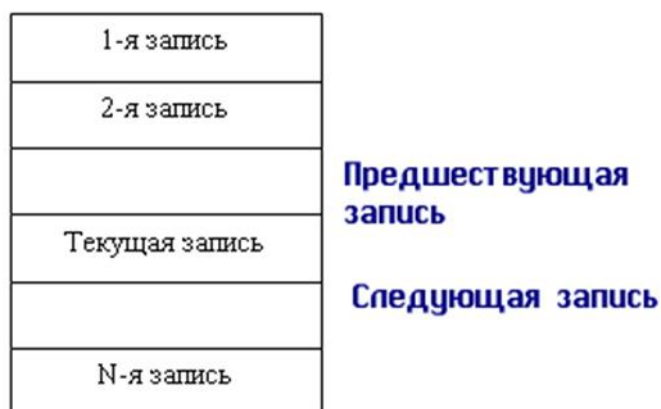 1-я запись
2-я запись
Предшествующая
запись
Текущая запись
Следующая запись
N-я запись